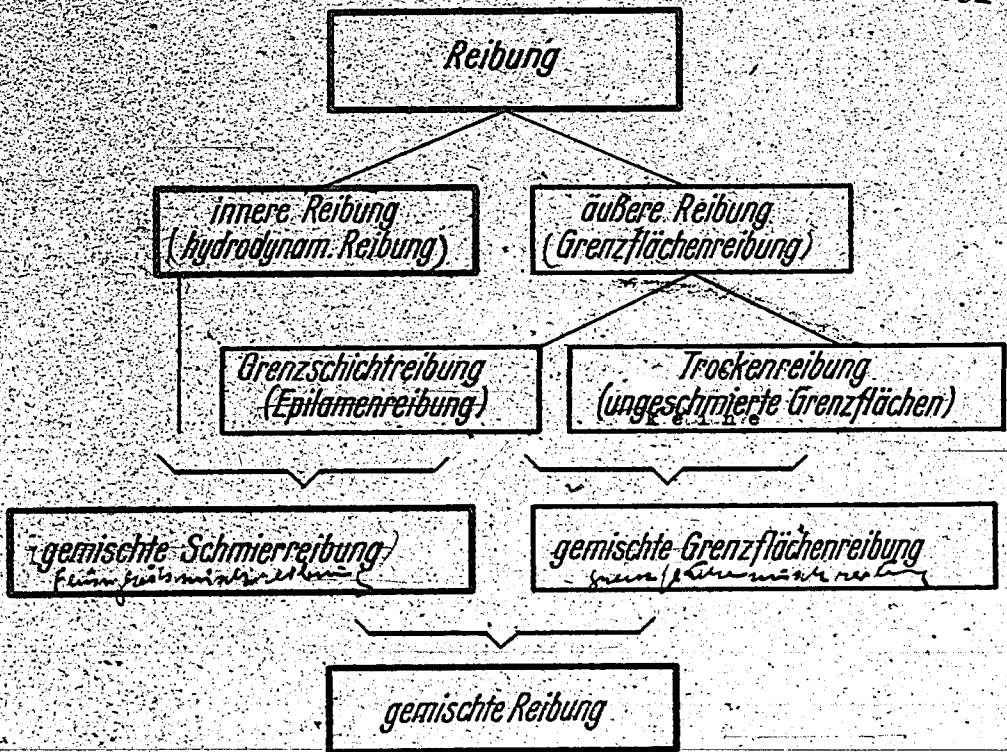 Reibung
innere Reibung
(hydrodynam. Reibung)
äußere Reibung
(Grenzflächenreibung)
Grenzschichtreibung
(Epilamenreibung)
Trockenreibung
(ungeschmierte Grenzflächen)
keine
gemischte Schmierreibung
gemischte Grenzflächenreibung
gemischte Reibung